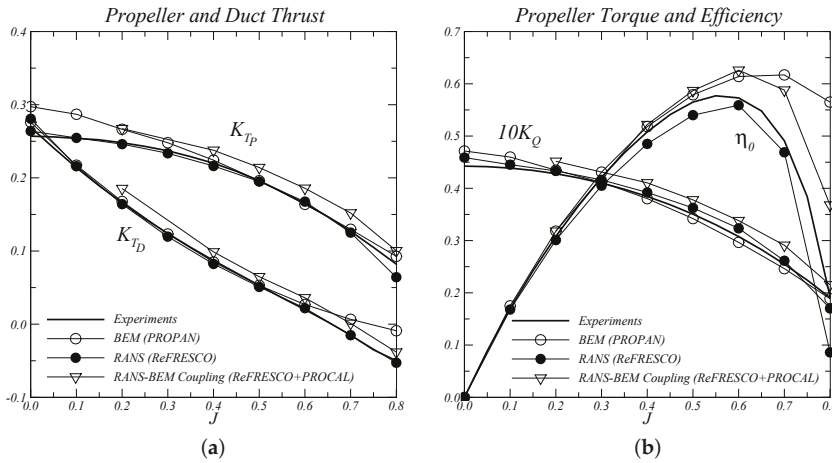 Propeller and Duct Thrust
0.4
0.3
0.2
0.1
0.0
-0.1
K_{T_P}
K_{T_D}
Experiments
BEM (PROPAN)
RANS (ReFRESCO)
RANS-BEM Coupling (ReFRESCO+PROCAL)
0.0 0.1 0.2 0.3 0.4 0.5 0.6 0.7 0.8
J
(a)
Propeller Torque and Efficiency
0.7
0.6
0.5
0.4
0.3
0.2
0.1
0.0
10K_Q
η_0
Experiments
BEM (PROPAN)
RANS (ReFRESCO)
RANS-BEM Coupling (ReFRESCO+PROCAL)
0.0 0.1 0.2 0.3 0.4 0.5 0.6 0.7 0.8
J
(b)